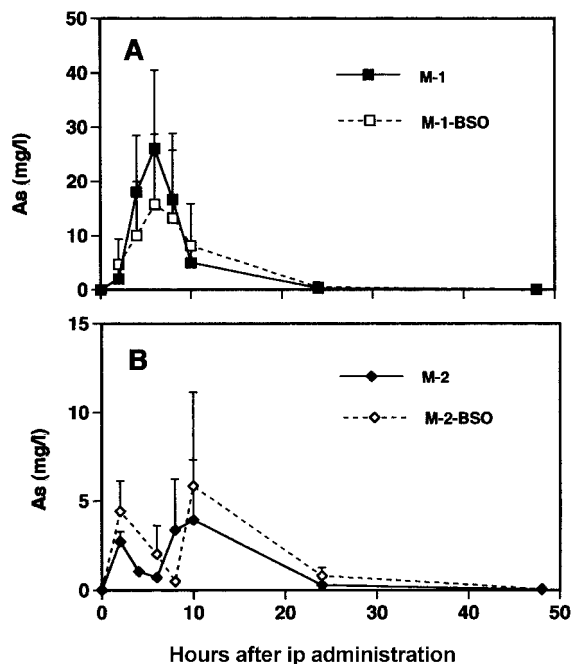 50
A
40
M-1
30
M-1-BSO
As (mg/l)
20
10
0
15
B
M-2
10
M-2-BSO
As (mg/l)
5
0
0 10 20 30 40 50
Hours after ip administration